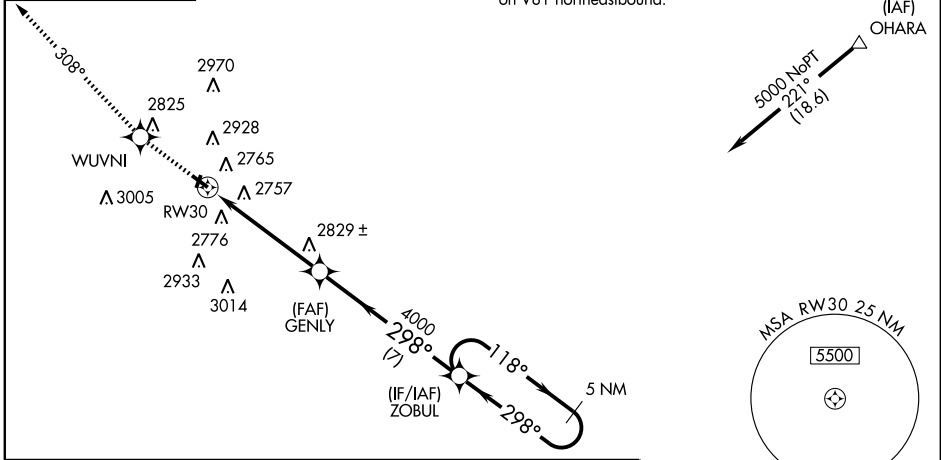 on V81 northeastbound.
(IAF)
OHARA
5000 NoPT
221°
(18.6)
308°
2970
2825
2928
WUVNI
2765
2757
3005
RW30
2776
2829 ±
2933
3014
(FAF)
GENLY
4000
298°
(7)
118°
5 NM
(IF/IAF)
ZOBUL
298°
MSA RW30 25 NM
5500